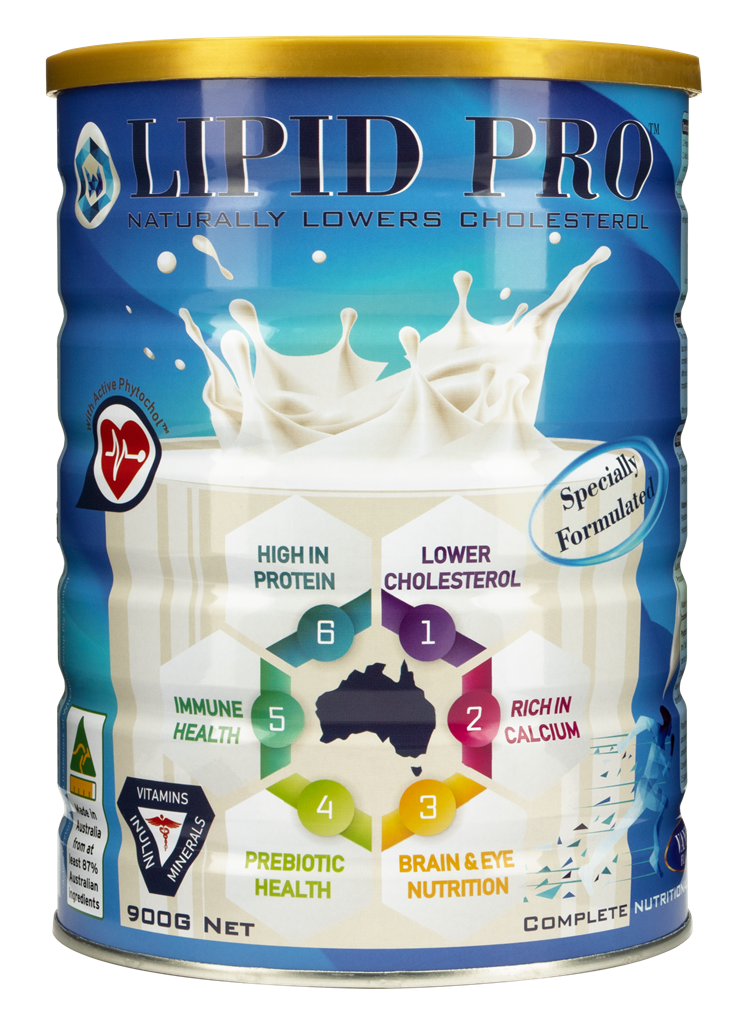 LIPID PRO™
NATURALLY LOWERS CHOLESTEROL
with Active Phytochol™
Specially
Formulated
HIGH IN
PROTEIN
6
LOWER
CHOLESTEROL
1
IMMUNE
HEALTH
5
2
RICH IN
CALCIUM
4
PREBIOTIC
HEALTH
3
BRAIN & EYE
NUTRITION
VITAMINS
INULIN
MINERALS
Made in
Australia
from at
least 87%
Australian
ingredients
900G NET
COMPLETE NUTRITION